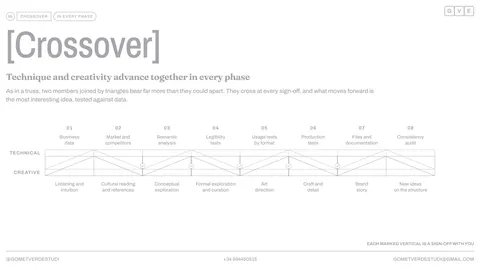 CROSSOVER
IN EVERY PHASE
G V E
[Crossover]
Technique and creativity advance together in every phase
As in a truss, two members joined by triangles bear far more than they could apart. They cross at every sign-off, and what moves forward is
the most interesting idea, tested against data.
01 02 03 04 05 06 07 08
Business Market and Semantic Legibility Usage tests Production Files and Consistency
data competitors analysis tests by format tests documentation audit
TECHNICAL
CREATIVE
Listening and Cultural reading Conceptual Formal exploration Art Craft and Brand New ideas
intuition and references exploration and curation direction detail story on the structure
EACH MARKED VERTICAL IS A SIGN-OFF WITH YOU
@GOMETVERDESTUDI
GOMETVERDESTUDI@GMAIL.COM